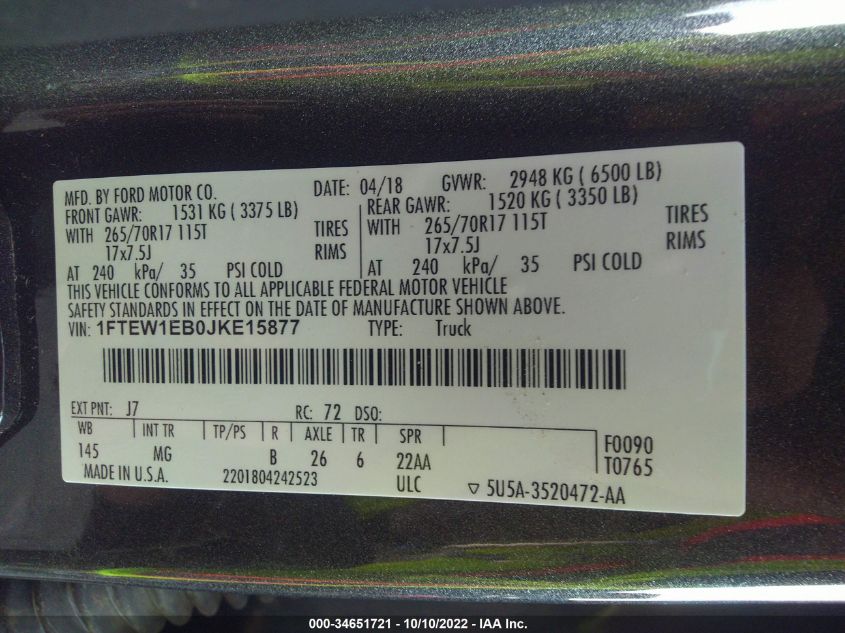 MFD. BY FORD MOTOR CO. DATE: 04/18 GVWR: 2948 KG ( 6500 LB)
FRONT GAWR: 1531 KG ( 3375 LB) REAR GAWR: 1520 KG ( 3350 LB)
WITH 265/70R17 115T TIRES WITH 265/70R17 115T TIRES
17x7.5J RIMS 17x7.5J RIMS
AT 240 kPa/ 35 PSI COLD AT 240 kPa/ 35 PSI COLD
THIS VEHICLE CONFORMS TO ALL APPLICABLE FEDERAL MOTOR VEHICLE
SAFETY STANDARDS IN EFFECT ON THE DATE OF MANUFACTURE SHOWN ABOVE.
VIN: 1FTEW1EB0JKE15877 TYPE: Truck
EXT PNT: J7 RC: 72 DSO:
WB INT TR TP/PS R AXLE TR SPR F0090
145 MG B 26 6 22AA T0765
MADE IN U.S.A. 2201804242523 ULC ▽ 5U5A-3520472-AA
000-34651721 - 10/10/2022 - IAA Inc.